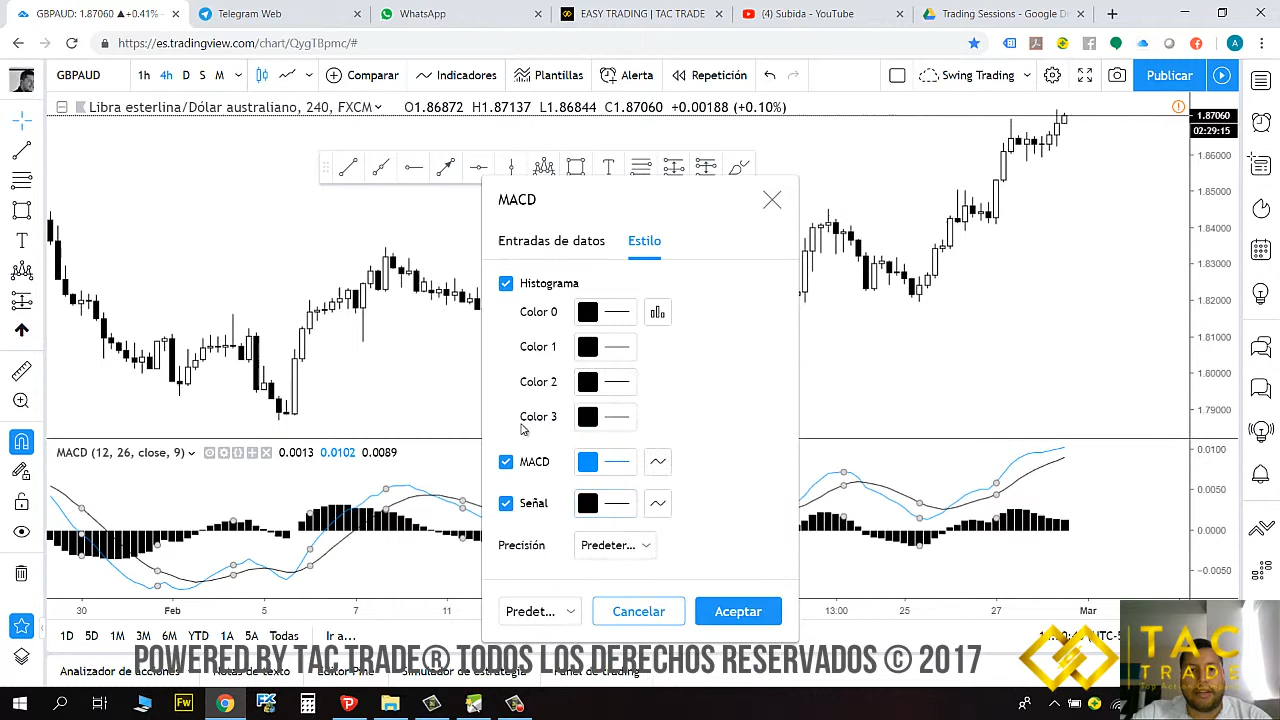 GBPAUD: 1.87060 ▲ +0.41%
Telegram Web
WhatsApp
EASY TRADING | TAC TRADE
(4) Subida - YouTube
Trading Sessions - Google D
https://es.tradingview.com/chart/QygTBpmc/#
GBPAUD 1h 4h D S M Comparar Indicadores Plantillas Alerta Repetición Swing Trading Publicar
Libra esterlina/Dólar australiano, 240, FXCM O1.86872 H1.87137 L1.86844 C1.87060 +0.00188 (+0.10%)
1.87060
02:29:15
1.86000
1.85000
1.84000
1.83000
1.82000
1.81000
1.80000
1.79000
MACD
Entradas de datos Estilo
Histograma
Color 0
Color 1
Color 2
Color 3
MACD
Señal
Precisión Predeter...
Predet... Cancelar Aceptar
MACD (12, 26, close, 9) 0.0013 0.0102 0.0089
0.0100
0.0050
0.0000
-0.0050
30 Feb 5 7 11 13:00 25 27 Mar
1D 5D 1M 3M 6M YTD 1A 5A Todas Ir a...
POWERED BY TAC TRADE® TODOS LOS DERECHOS RESERVADOS © 2017
TAC
TRADE
Top Action